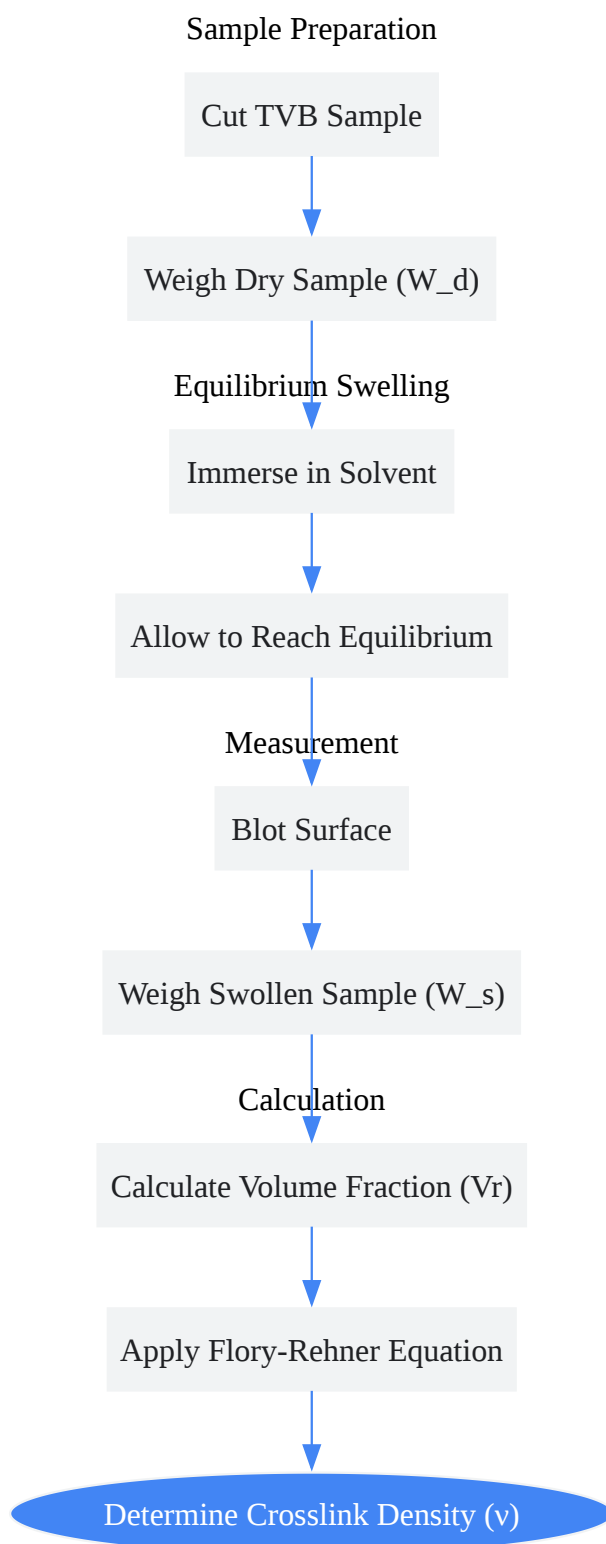 Sample Preparation
Cut TVB Sample
Weigh Dry Sample (W_d)
Equilibrium Swelling
Immerse in Solvent
Allow to Reach Equilibrium
Measurement
Blot Surface
Weigh Swollen Sample (W_s)
Calculation
Calculate Volume Fraction (Vr)
Apply Flory-Rehner Equation
Determine Crosslink Density (ν)